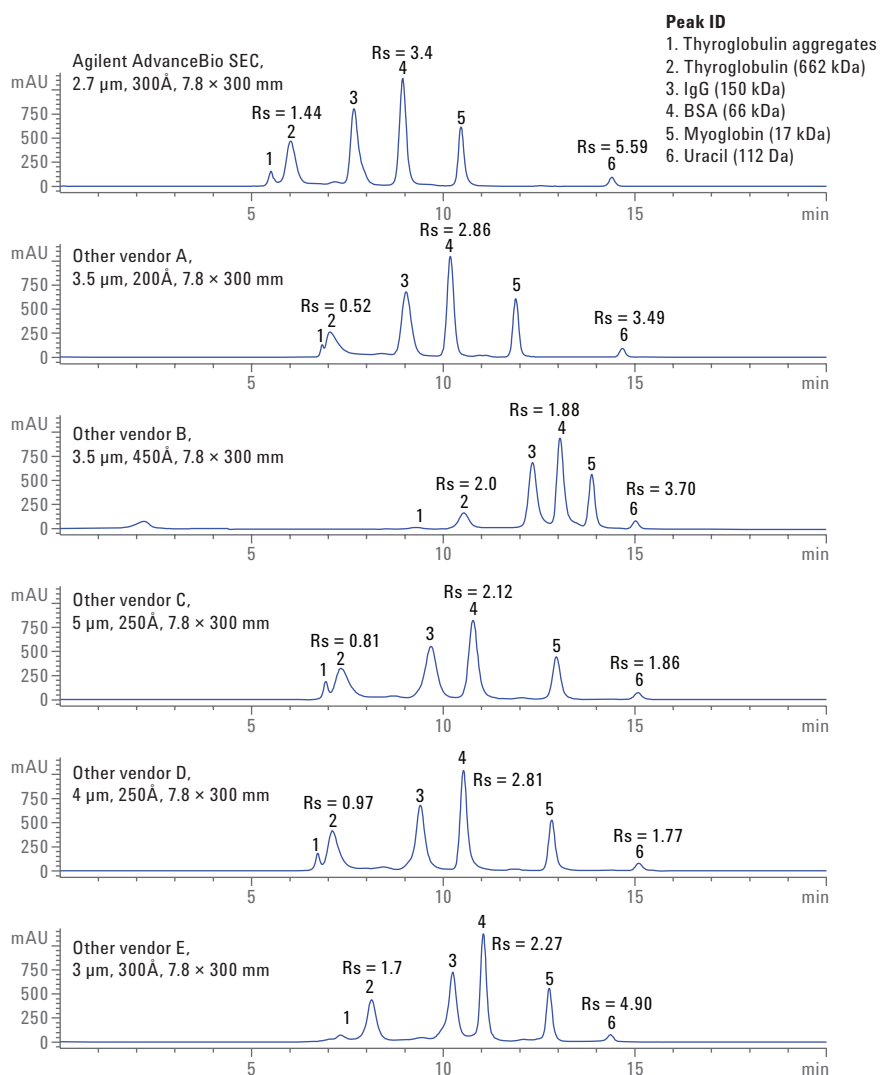 Peak ID
1. Thyroglobulin aggregates
2. Thyroglobulin (662 kDa)
3. IgG (150 kDa)
4. BSA (66 kDa)
5. Myoglobin (17 kDa)
6. Uracil (112 Da)
Agilent AdvanceBio SEC,
2.7 µm, 300Å, 7.8 × 300 mm
mAU
750
500
250
0
Rs = 1.44
Rs = 3.4
Rs = 5.59
1 2 3 4 5 6
5 10 15 min
Other vendor A,
3.5 µm, 200Å, 7.8 × 300 mm
mAU
750
500
250
0
Rs = 0.52
Rs = 2.86
Rs = 3.49
1 2 3 4 5 6
5 10 15 min
Other vendor B,
3.5 µm, 450Å, 7.8 × 300 mm
mAU
750
500
250
0
Rs = 2.0
Rs = 1.88
Rs = 3.70
1 2 3 4 5 6
5 10 15 min
Other vendor C,
5 µm, 250Å, 7.8 × 300 mm
mAU
750
500
250
0
Rs = 0.81
Rs = 2.12
Rs = 1.86
1 2 3 4 5 6
5 10 15 min
Other vendor D,
4 µm, 250Å, 7.8 × 300 mm
mAU
750
500
250
0
Rs = 0.97
Rs = 2.81
Rs = 1.77
1 2 3 4 5 6
5 10 15 min
Other vendor E,
3 µm, 300Å, 7.8 × 300 mm
mAU
750
500
250
0
Rs = 1.7
Rs = 2.27
Rs = 4.90
1 2 3 4 5 6
5 10 15 min